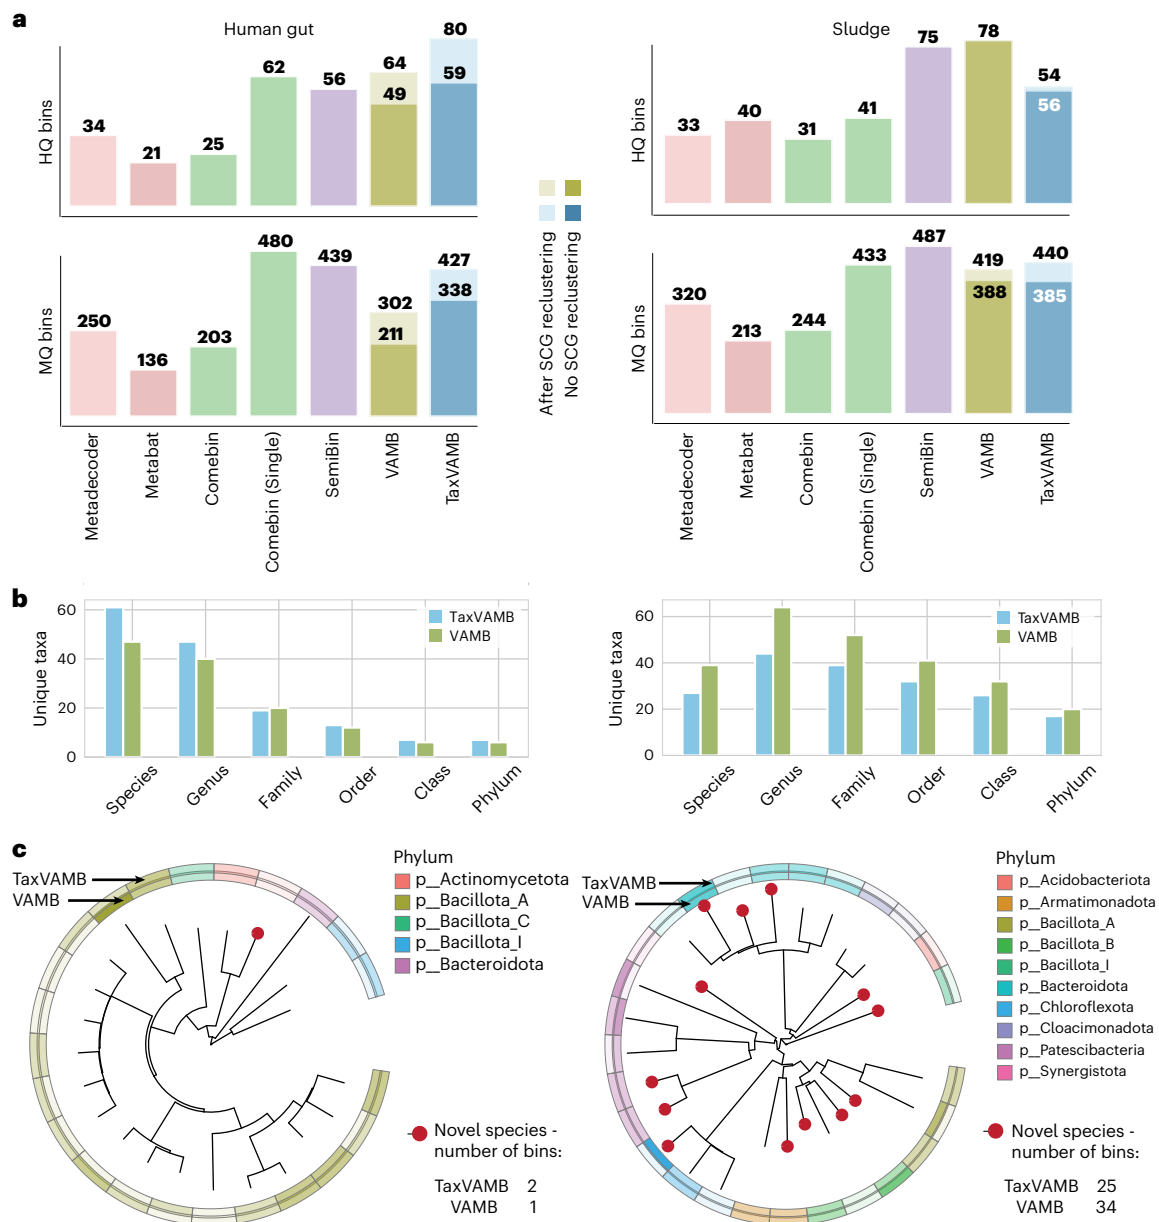 a
Human gut
Sludge
HQ bins
34
21
25
62
56
64
49
80
59
HQ bins
33
40
31
41
75
78
54
56
MQ bins
250
136
203
480
439
302
211
427
338
After SCG reclustering
No SCG reclustering
MQ bins
320
213
244
433
487
419
388
440
385
Metadecoder
Metabat
Comebin
Comebin (Single)
SemiBin
VAMB
TaxVAMB
Metadecoder
Metabat
Comebin
Comebin (Single)
SemiBin
VAMB
TaxVAMB
b
Unique taxa
60
40
20
0
TaxVAMB
VAMB
Species
Genus
Family
Order
Class
Phylum
Unique taxa
60
40
20
0
TaxVAMB
VAMB
Species
Genus
Family
Order
Class
Phylum
c
TaxVAMB
VAMB
Phylum
p__Actinomycetota
p__Bacillota_A
p__Bacillota_C
p__Bacillota_I
p__Bacteroidota
Novel species -
number of bins:
TaxVAMB 2
VAMB 1
TaxVAMB
VAMB
Phylum
p__Acidobacteriota
p__Armatimonadota
p__Bacillota_A
p__Bacillota_B
p__Bacillota_I
p__Bacteroidota
p__Chloroflexota
p__Cloacimonadota
p__Patescibacteria
p__Synergistota
Novel species -
number of bins:
TaxVAMB 25
VAMB 34